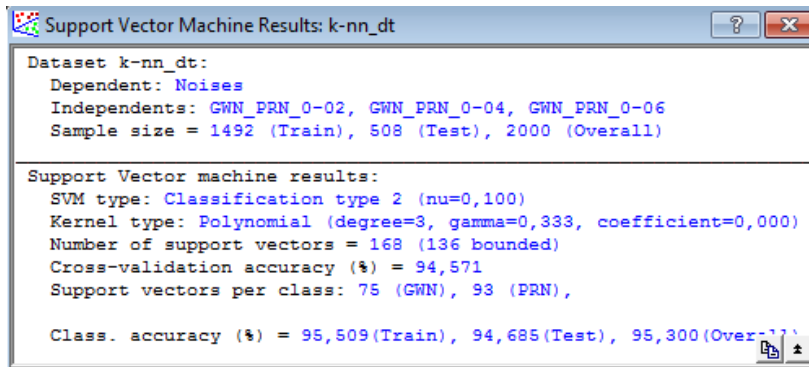 Support Vector Machine Results: k-nn_dt
Dataset k-nn_dt:
Dependent: Noises
Independents: GWN_PRN_0-02, GWN_PRN_0-04, GWN_PRN_0-06
Sample size = 1492 (Train), 508 (Test), 2000 (Overall)
Support Vector machine results:
SVM type: Classification type 2 (nu=0,100)
Kernel type: Polynomial (degree=3, gamma=0,333, coefficient=0,000)
Number of support vectors = 168 (136 bounded)
Cross-validation accuracy (%) = 94,571
Support vectors per class: 75 (GWN), 93 (PRN),
Class. accuracy (%) = 95,509(Train), 94,685(Test), 95,300(Overall)